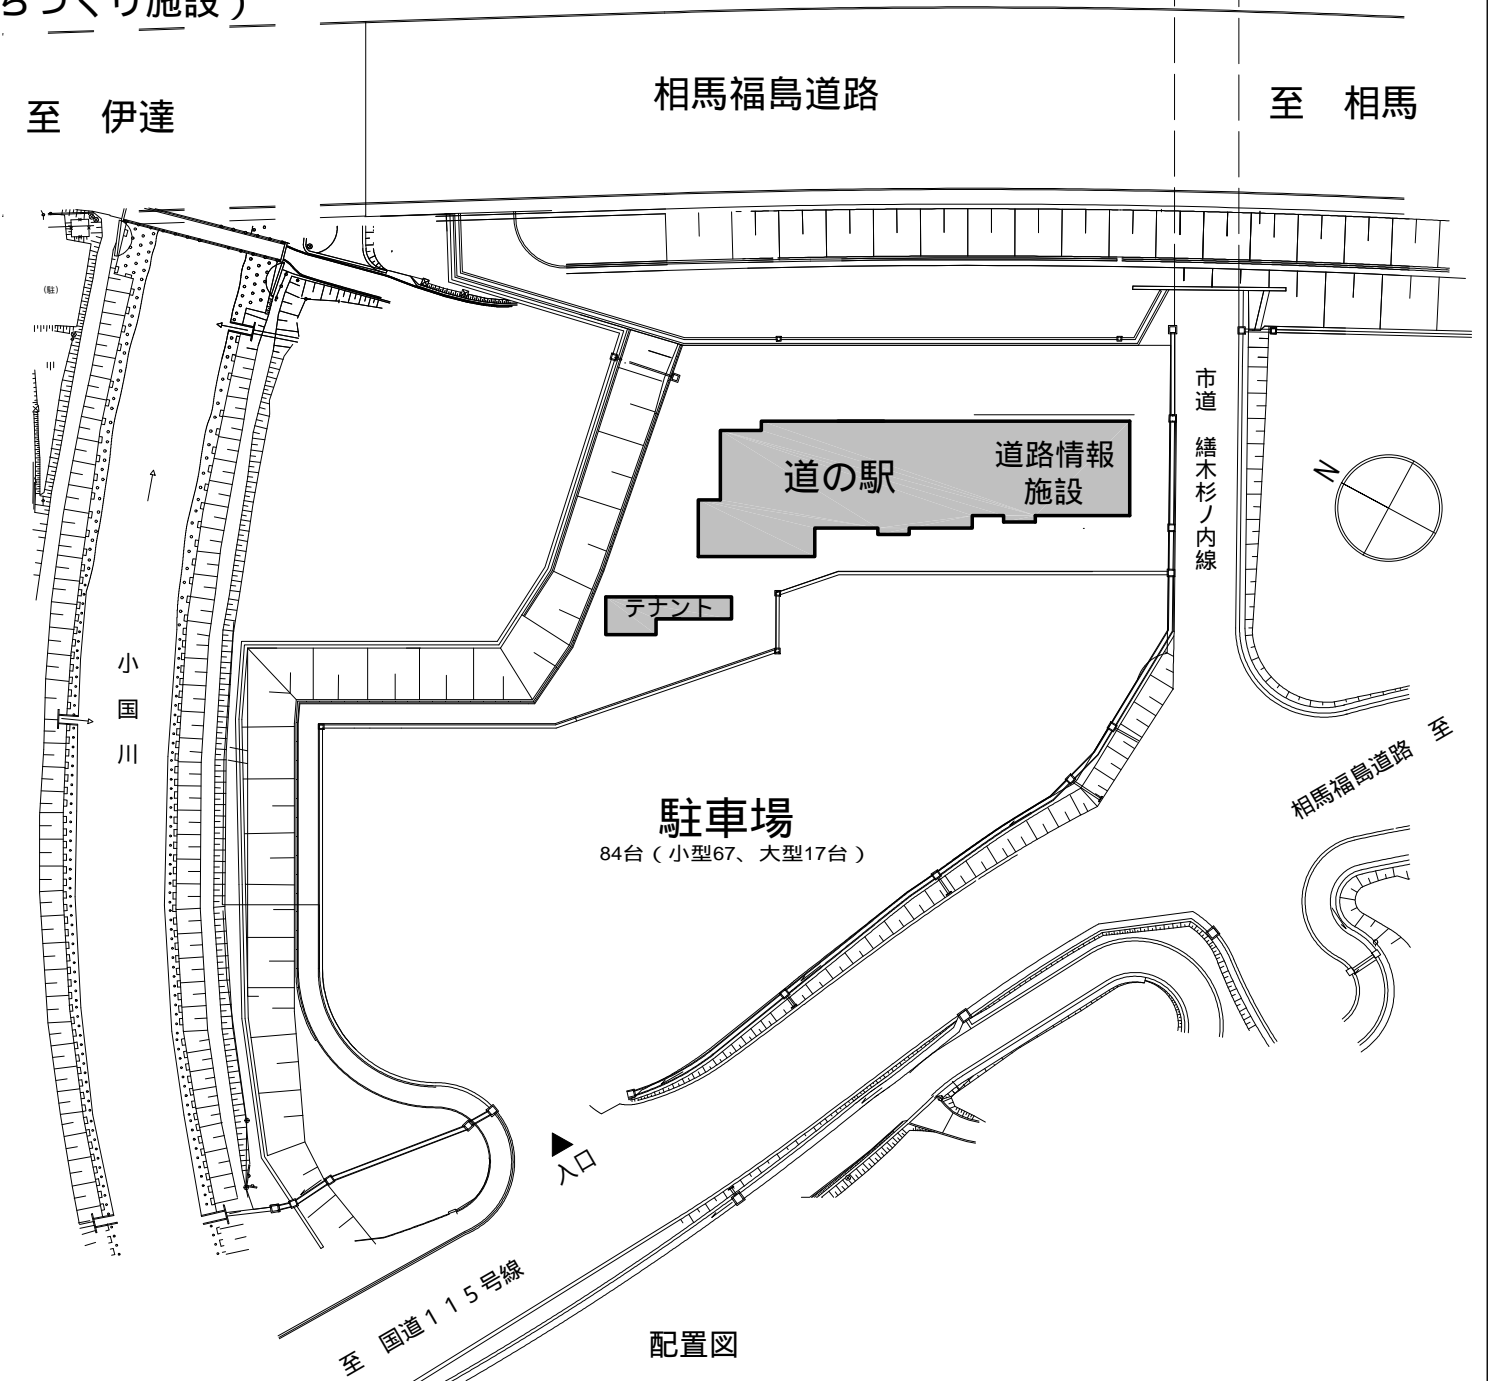 ちづくり施設）
至　伊達
相馬福島道路
至　相馬
(駐)
市道　繕木杉ノ内線
道の駅
道路情報
施設
N
テナント
小国川
相馬福島道路　至
駐車場
84台（小型67、大型17台）
入口
至　国道１１５号線
配置図